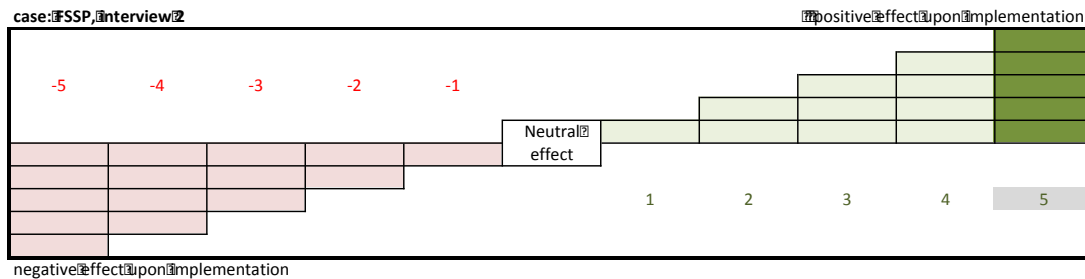 case: FSSP, interview 2
positive effect upon implementation
-5 -4 -3 -2 -1
Neutral
effect
1 2 3 4 5
negative effect upon implementation